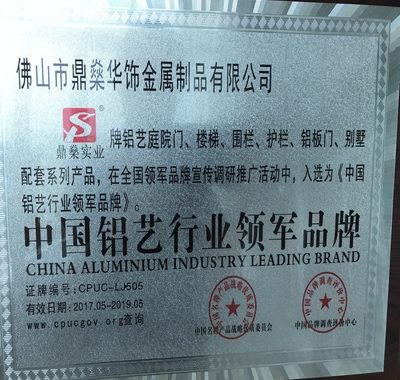 佛山市鼎燊华饰金属制品有限公司
S
鼎燊实业
牌铝艺庭院门、楼梯、围栏、护栏、铝板门、别墅
配套系列产品，在全国领军品牌宣传调研推广活动中，入选为《中国
铝艺行业领军品牌》。
中国铝艺行业领军品牌
CHINA ALUMINIUM INDUSTRY LEADING BRAND
证牌编号：CPUC-LJ505
有效日期：2017.05-2019.05
www.cpucgov.org查询
中国名牌产品战略推进委员会
中国品牌调查评价中心